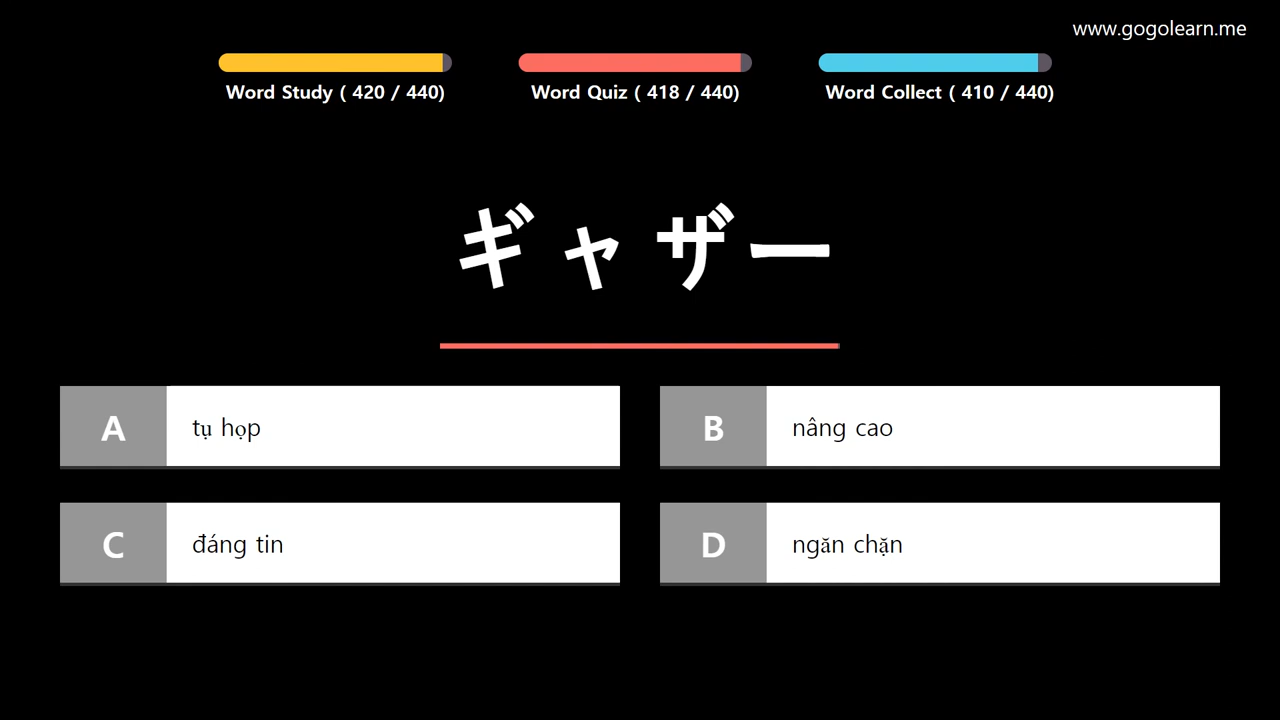 www.gogolearn.me
Word Study ( 420 / 440)
Word Quiz ( 418 / 440)
Word Collect ( 410 / 440)
ギャザー
A
tụ họp
B
nâng cao
C
đáng tin
D
ngăn chặn